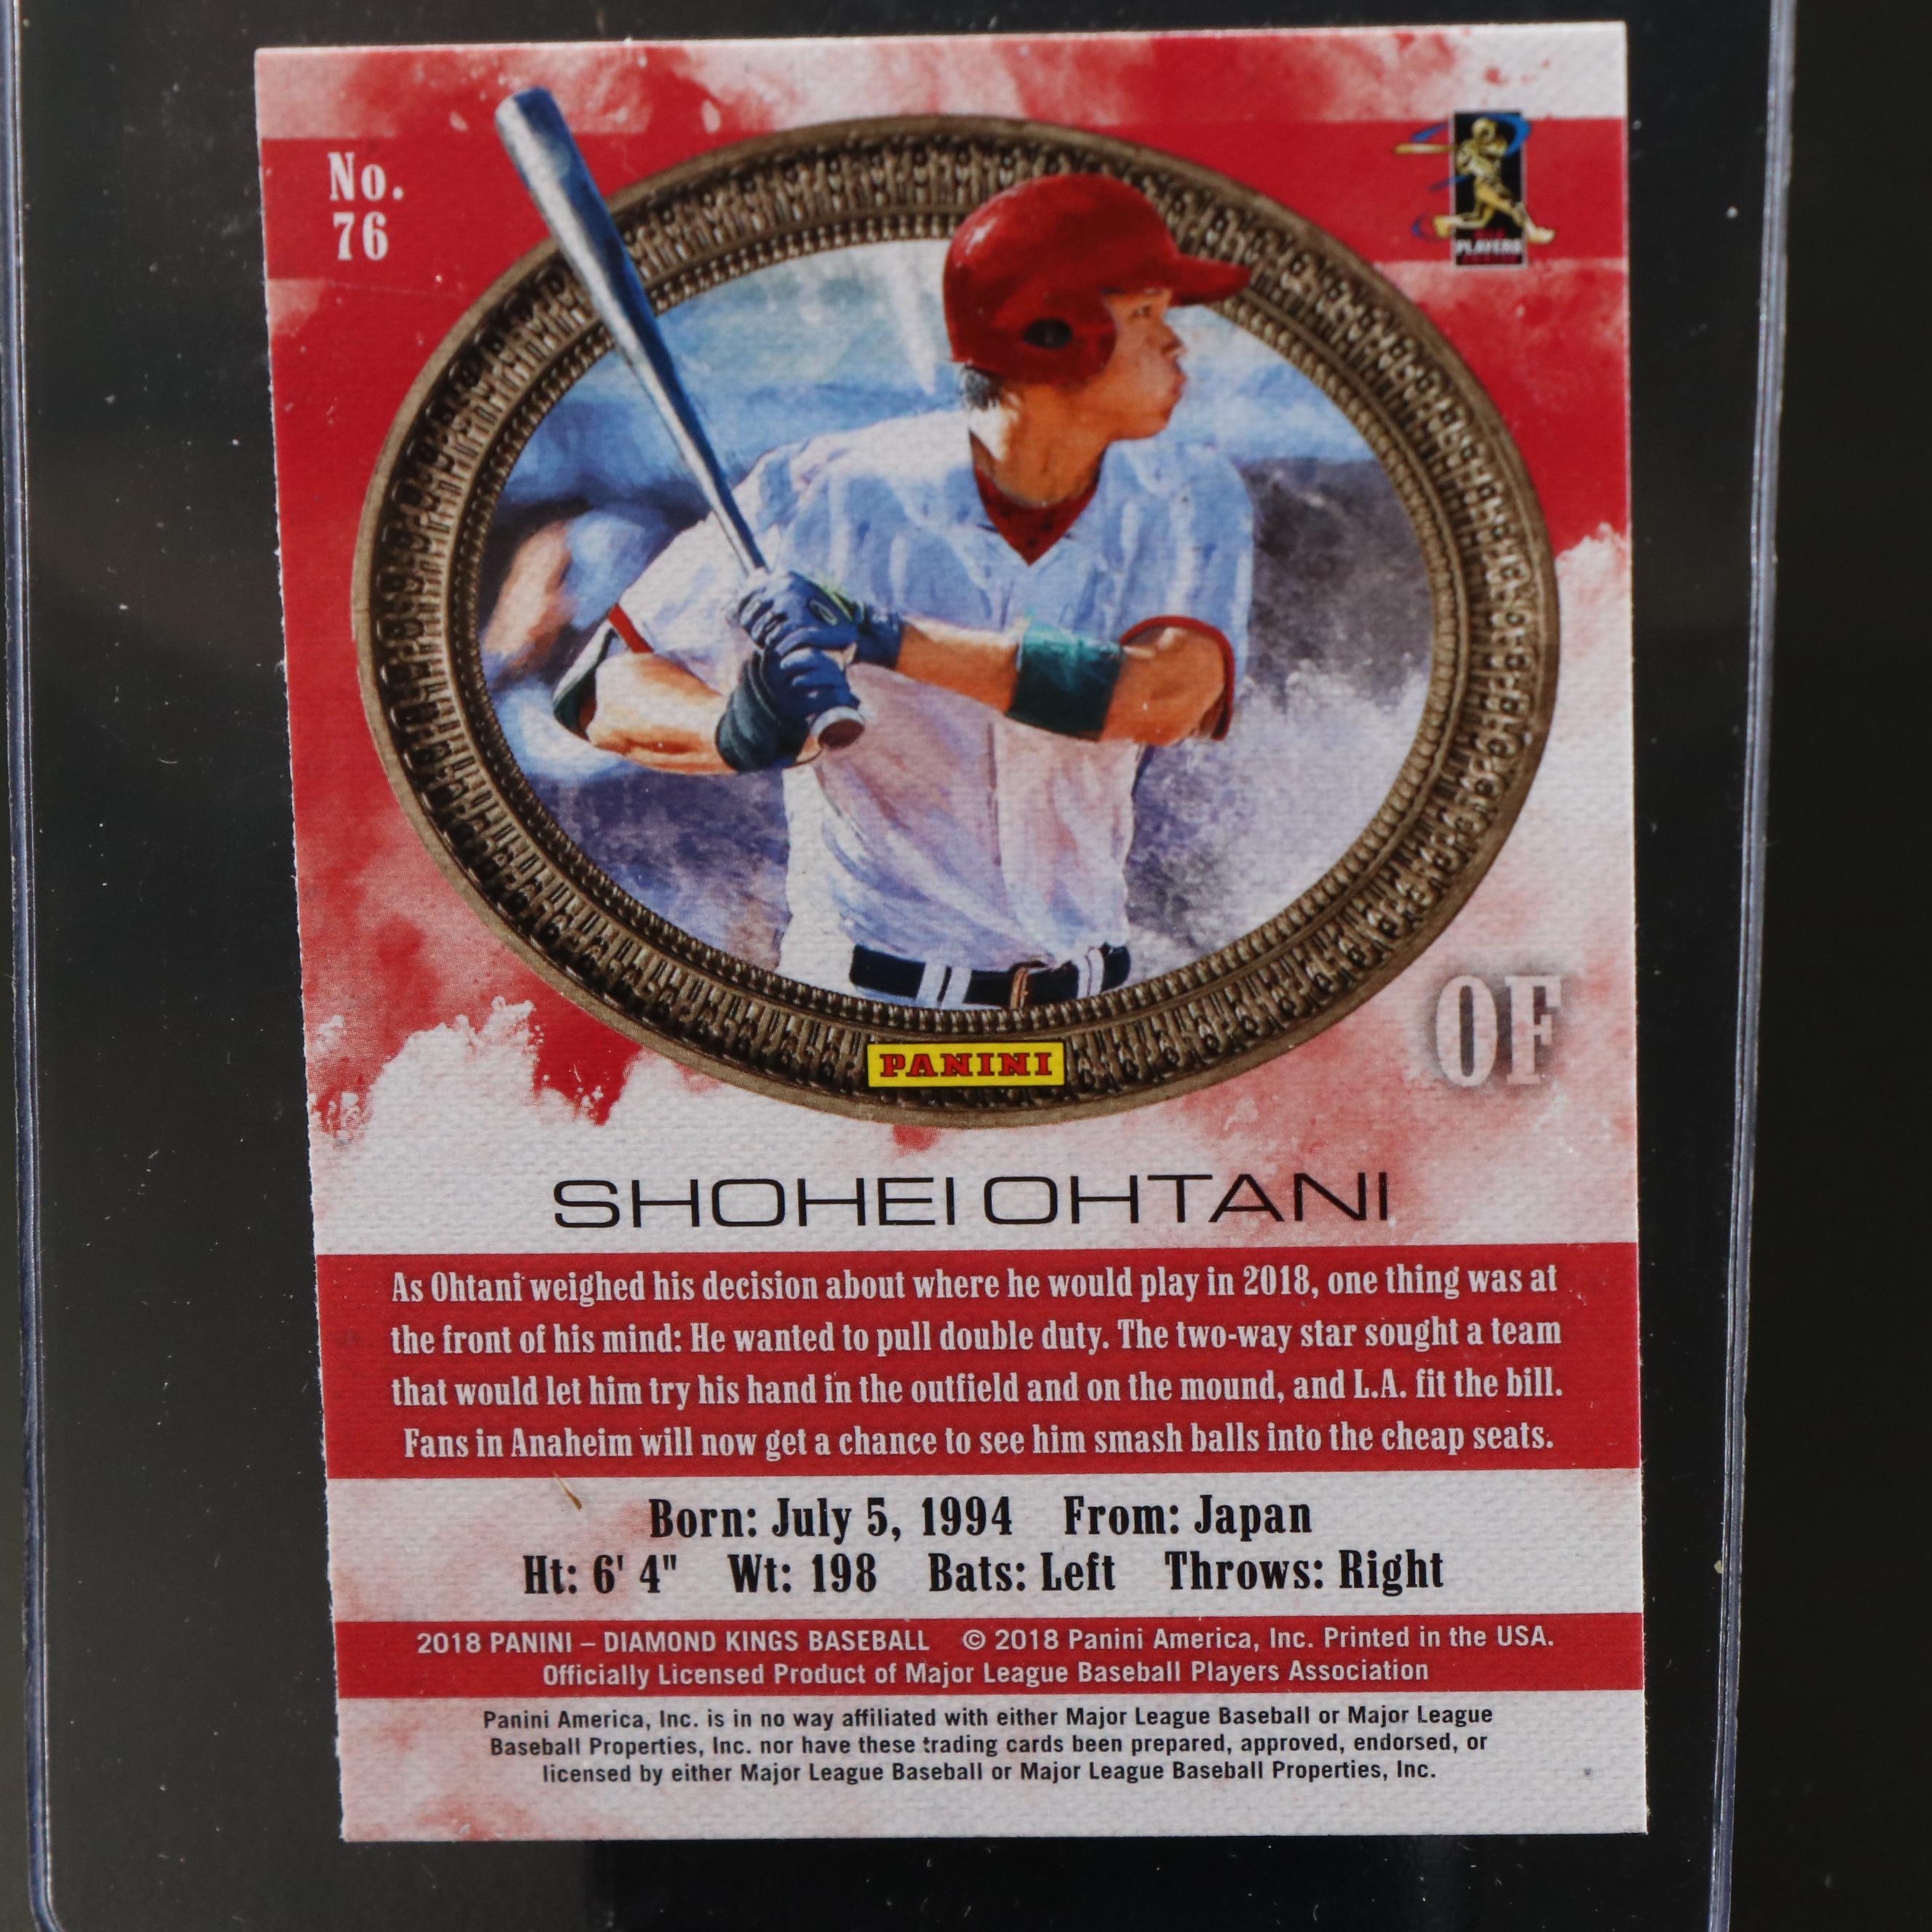 No.
76
PLAYERS
PANINI
OF
SHOHEI OHTANI
As Ohtani weighed his decision about where he would play in 2018, one thing was at
the front of his mind: He wanted to pull double duty. The two-way star sought a team
that would let him try his hand in the outfield and on the mound, and L.A. fit the bill.
Fans in Anaheim will now get a chance to see him smash balls into the cheap seats.
Born: July 5, 1994 From: Japan
Ht: 6' 4" Wt: 198 Bats: Left Throws: Right
2018 PANINI – DIAMOND KINGS BASEBALL © 2018 Panini America, Inc. Printed in the USA.
Officially Licensed Product of Major League Baseball Players Association
Panini America, Inc. is in no way affiliated with either Major League Baseball or Major League
Baseball Properties, Inc. nor have these trading cards been prepared, approved, endorsed, or
licensed by either Major League Baseball or Major League Baseball Properties, Inc.